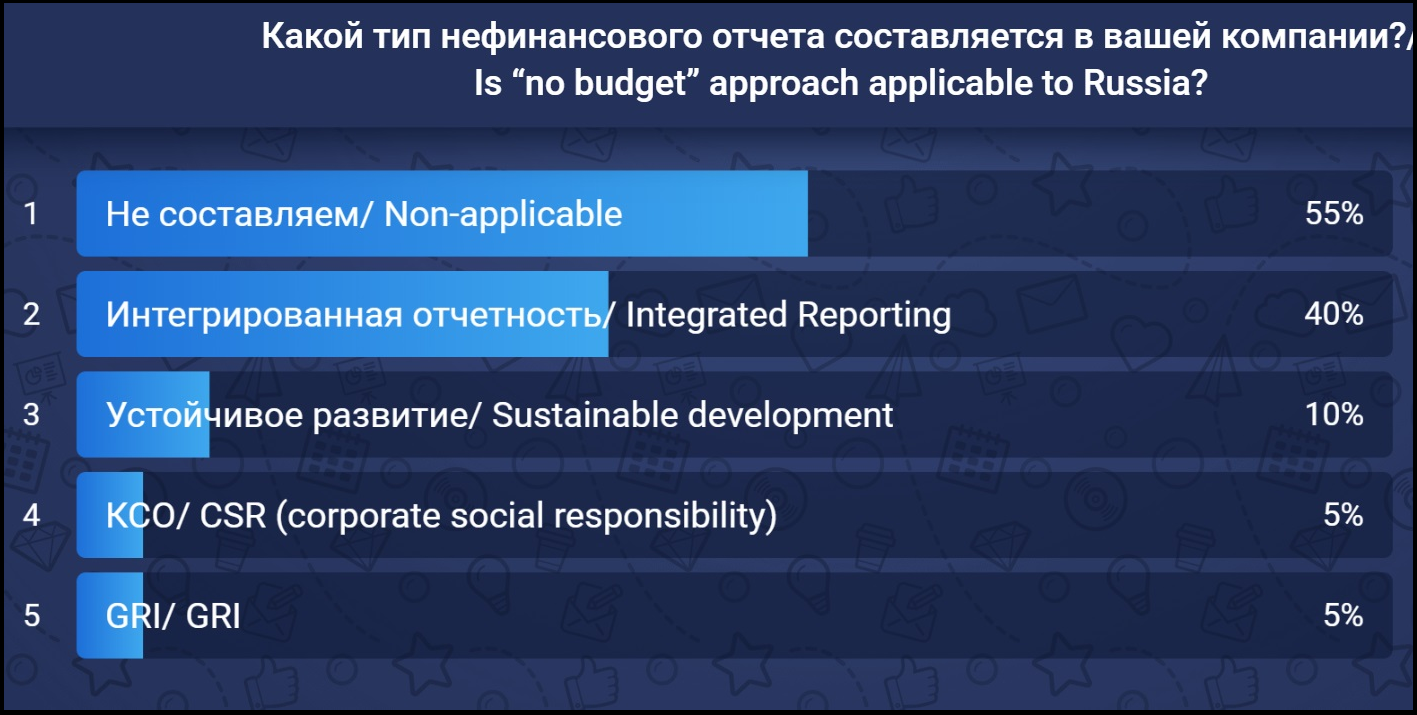 Какой тип нефинансового отчета составляется в вашей компании?/
Is “no budget” approach applicable to Russia?
1 Не составляем/ Non-applicable 55%
2 Интегрированная отчетность/ Integrated Reporting 40%
3 Устойчивое развитие/ Sustainable development 10%
4 КСО/ CSR (corporate social responsibility) 5%
5 GRI/ GRI 5%